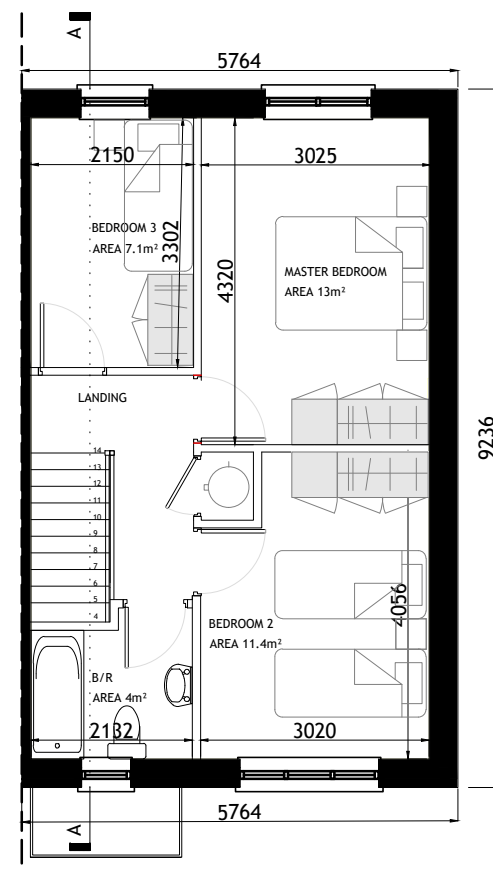 A
5764
2150
3025
BEDROOM 3
AREA 7.1m²
3302
4320
MASTER BEDROOM
AREA 13m²
LANDING
9236
14
13
12
11
10
9
8
7
6
5
4
4056
BEDROOM 2
AREA 11.4m²
B/R
AREA 4m²
2132
3020
5764
A